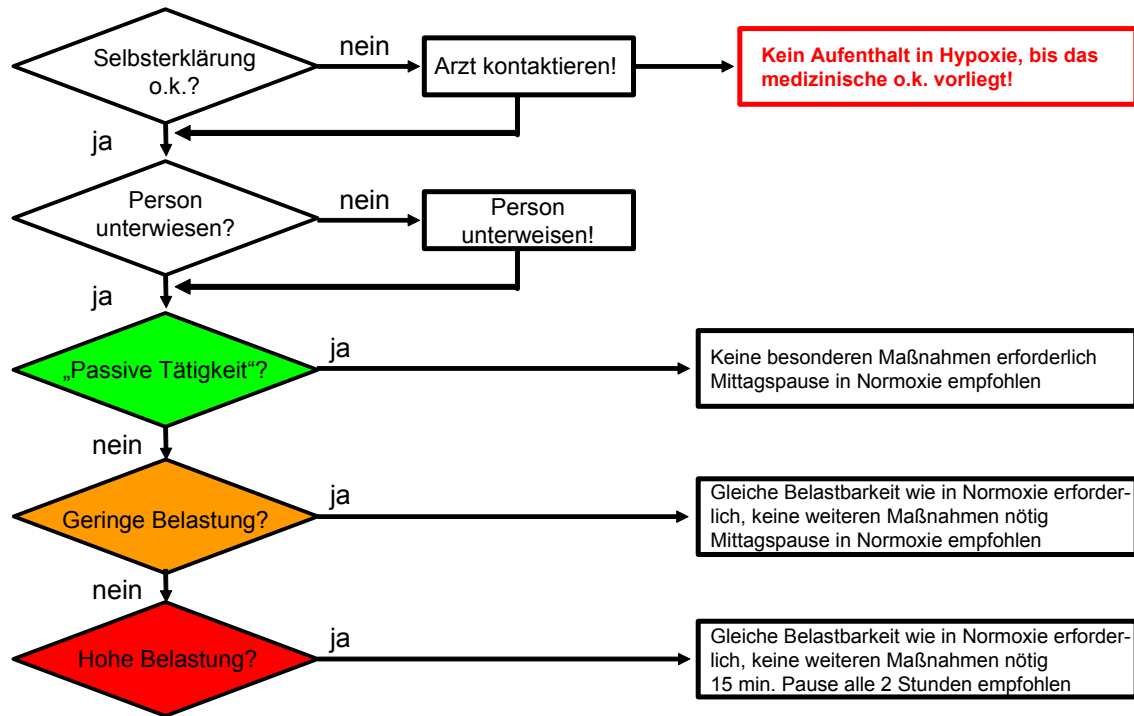 Selbsterklärung
o.k.?
nein
Arzt kontaktieren!
Kein Aufenthalt in Hypoxie, bis das
medizinische o.k. vorliegt!
ja
Person
unterwiesen?
nein
Person
unterweisen!
ja
„Passive Tätigkeit“?
ja
Keine besonderen Maßnahmen erforderlich
Mittagspause in Normoxie empfohlen
nein
Geringe Belastung?
ja
Gleiche Belastbarkeit wie in Normoxie erforder-
lich, keine weiteren Maßnahmen nötig
Mittagspause in Normoxie empfohlen
nein
Hohe Belastung?
ja
Gleiche Belastbarkeit wie in Normoxie erforder-
lich, keine weiteren Maßnahmen nötig
15 min. Pause alle 2 Stunden empfohlen